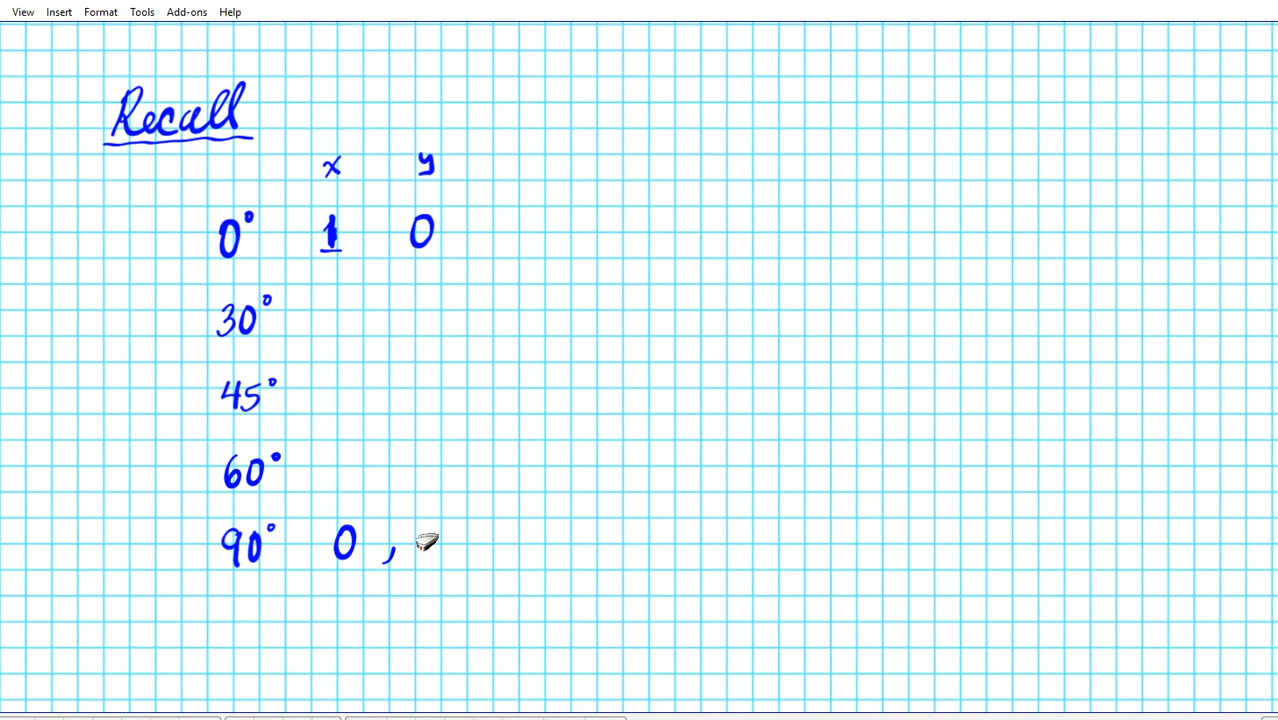 View Insert Format Tools Add-ons Help
Recall
x y
0° 1 0
30°
45°
60°
90° 0 ,